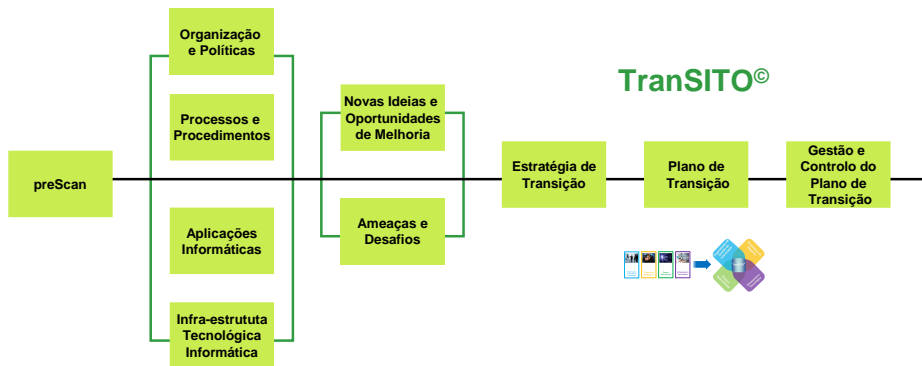 preScan
Organização
e Políticas
Processos e
Procedimentos
Aplicações
Informáticas
Infra-estrututa
Tecnológica
Informática
Novas Ideias e
Oportunidades
de Melhoria
Ameaças e
Desafios
TranSITO©
Estratégia de
Transição
Plano de
Transição
Gestão e
Controlo do
Plano de
Transição